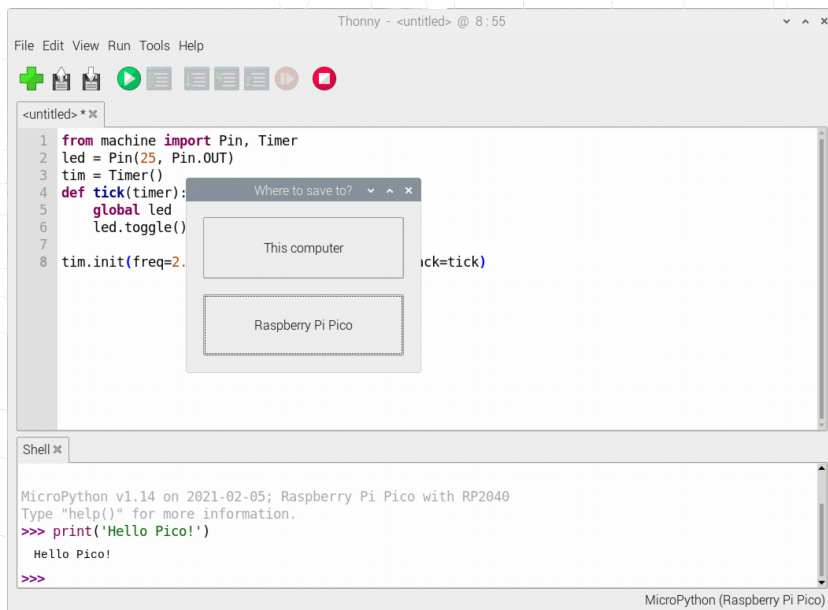 Thonny - <untitled> @ 8:55
File Edit View Run Tools Help
<untitled> *
1 from machine import Pin, Timer
2 led = Pin(25, Pin.OUT)
3 tim = Timer()
4 def tick(timer):
5     global led
6     led.toggle()
7
8 tim.init(freq=2. ck=tick)
Where to save to?
This computer
Raspberry Pi Pico
Shell
MicroPython v1.14 on 2021-02-05; Raspberry Pi Pico with RP2040
Type "help()" for more information.
>>> print('Hello Pico!')
Hello Pico!
>>>
MicroPython (Raspberry Pi Pico)